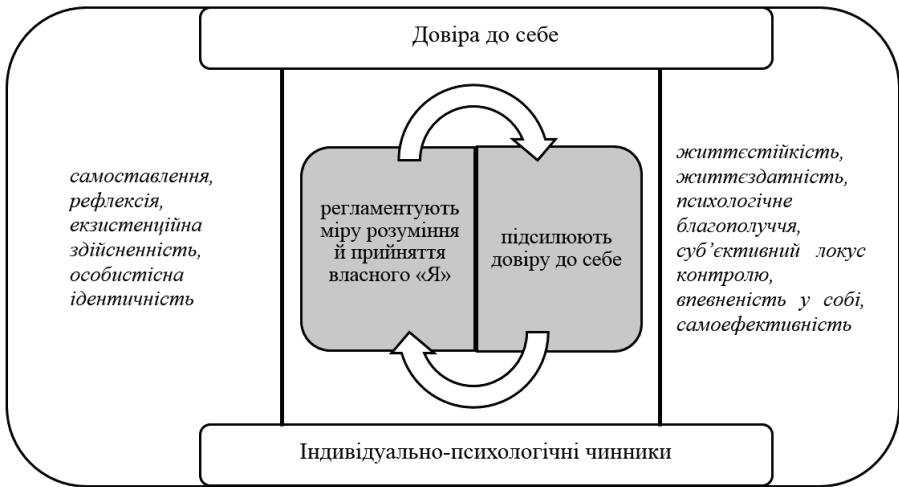 Довіра до себе
самоставлення,
рефлексія,
екзистенційна
здійсненність,
особистісна
ідентичність
регламентують
міру розуміння
й прийняття
власного «Я»
підсилюють
довіру до себе
життєстійкість,
життєздатність,
психологічне
благополуччя,
суб’єктивний локус
контролю,
впевненість у собі,
самоефективність
Індивідуально-психологічні чинники